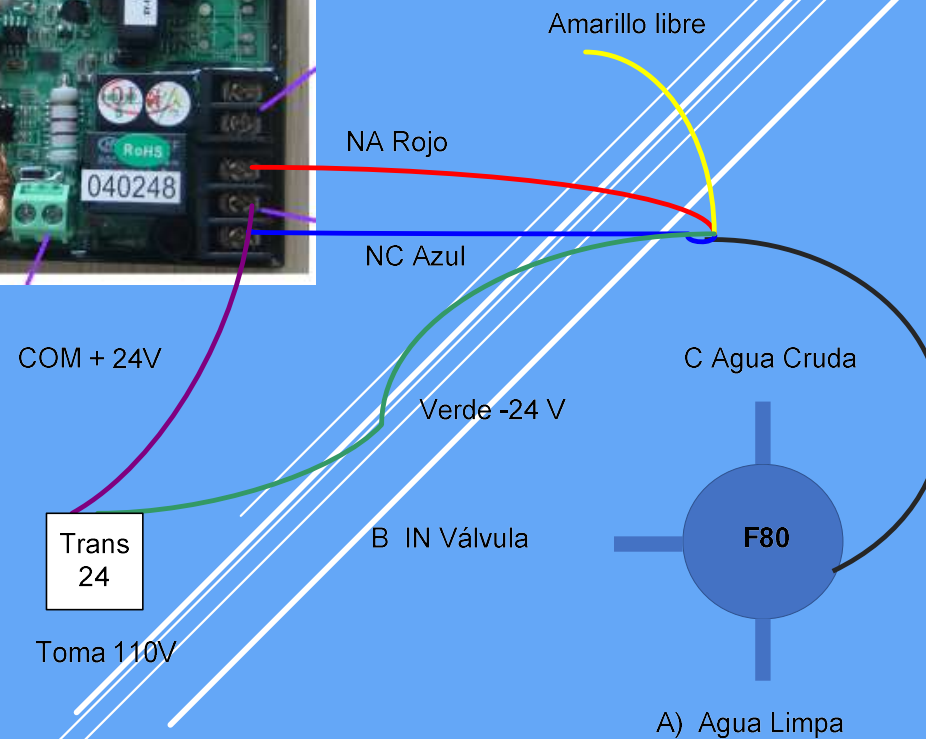 Amarillo libre
RoHS
040248
NA Rojo
NC Azul
COM + 24V
C Agua Cruda
Verde -24 V
Trans
24
B IN Válvula
F80
Toma 110V
A) Agua Limpa